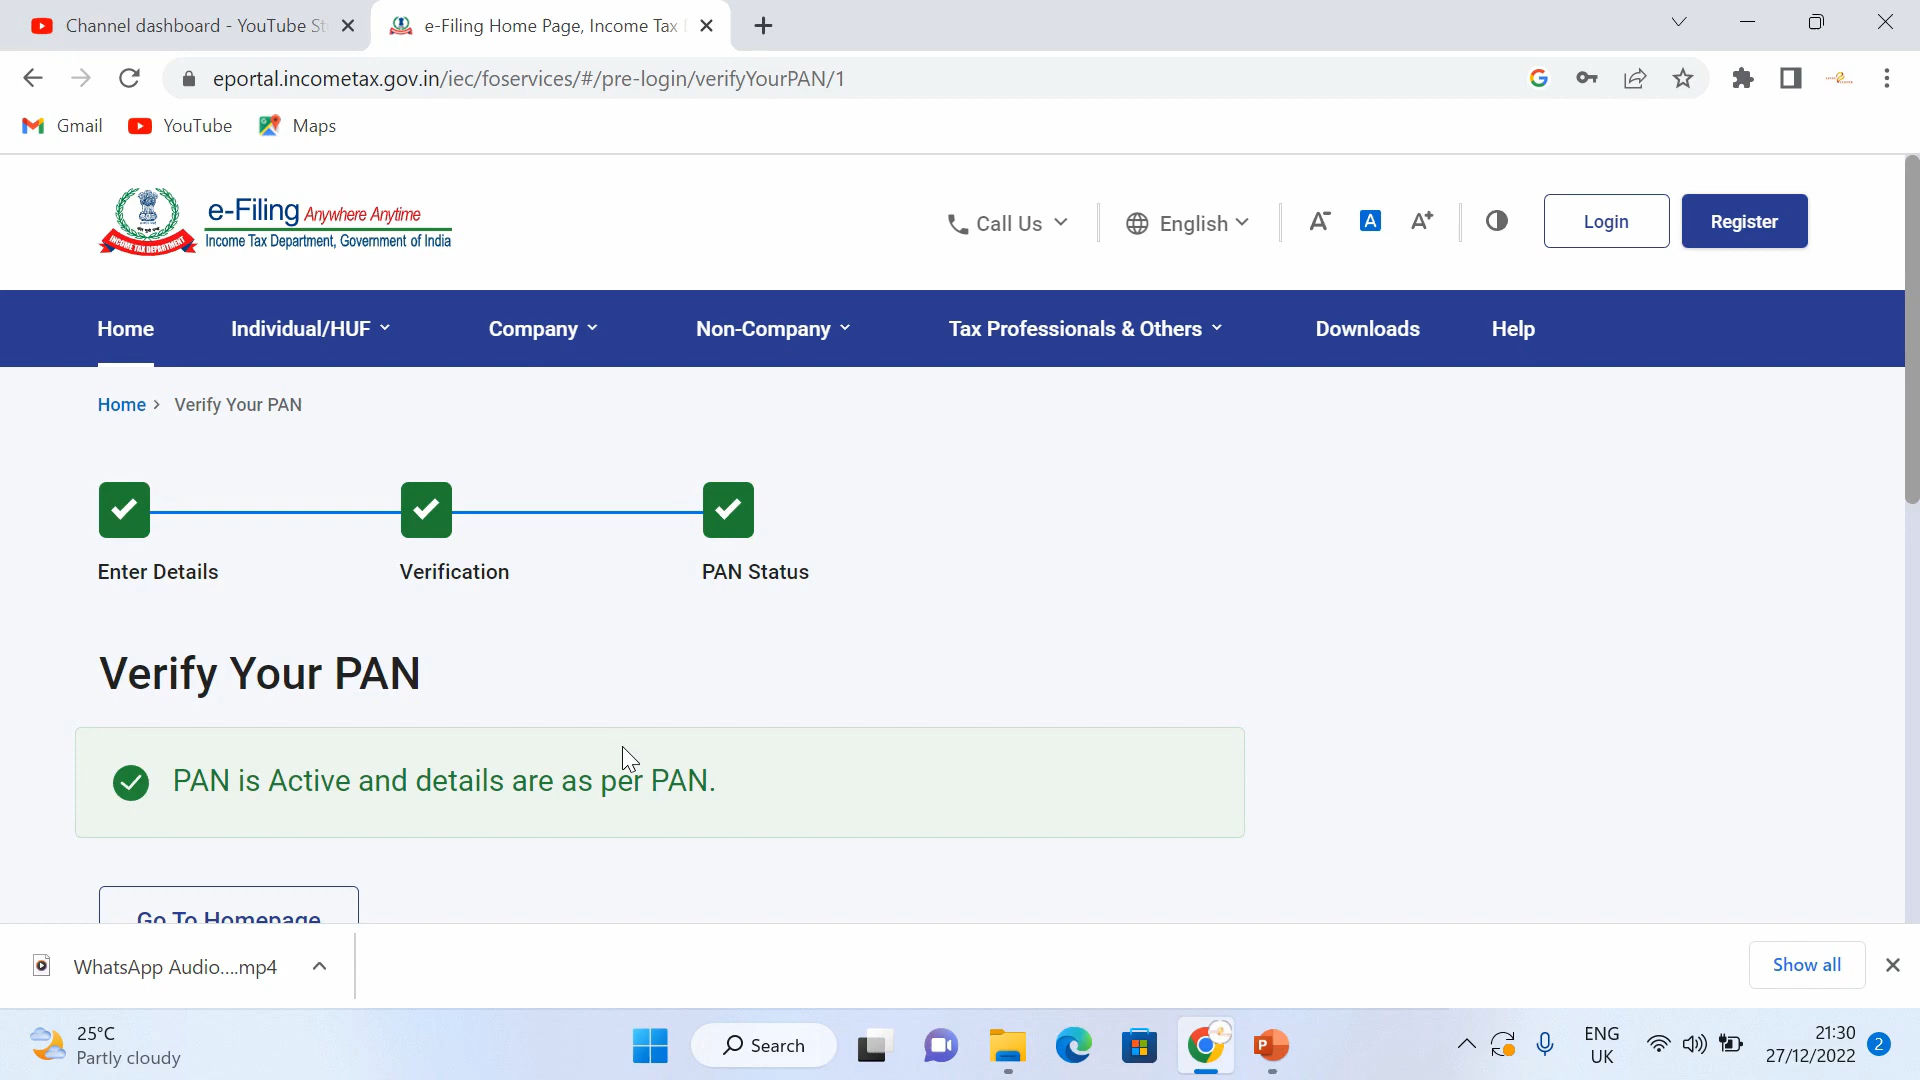 Channel dashboard - YouTube St
e-Filing Home Page, Income Tax
eportal.incometax.gov.in/iec/foservices/#/pre-login/verifyYourPAN/1
Gmail YouTube Maps
e-Filing Anywhere Anytime
Income Tax Department, Government of India
INCOME TAX DEPARTMENT
Call Us English A- A A+ Login Register
Home Individual/HUF Company Non-Company Tax Professionals & Others Downloads Help
Home > Verify Your PAN
Enter Details Verification PAN Status
Verify Your PAN
PAN is Active and details are as per PAN.
Go To Homepage
WhatsApp Audio....mp4 Show all
25°C
Partly cloudy
Search
ENG
UK
21:30
27/12/2022
2